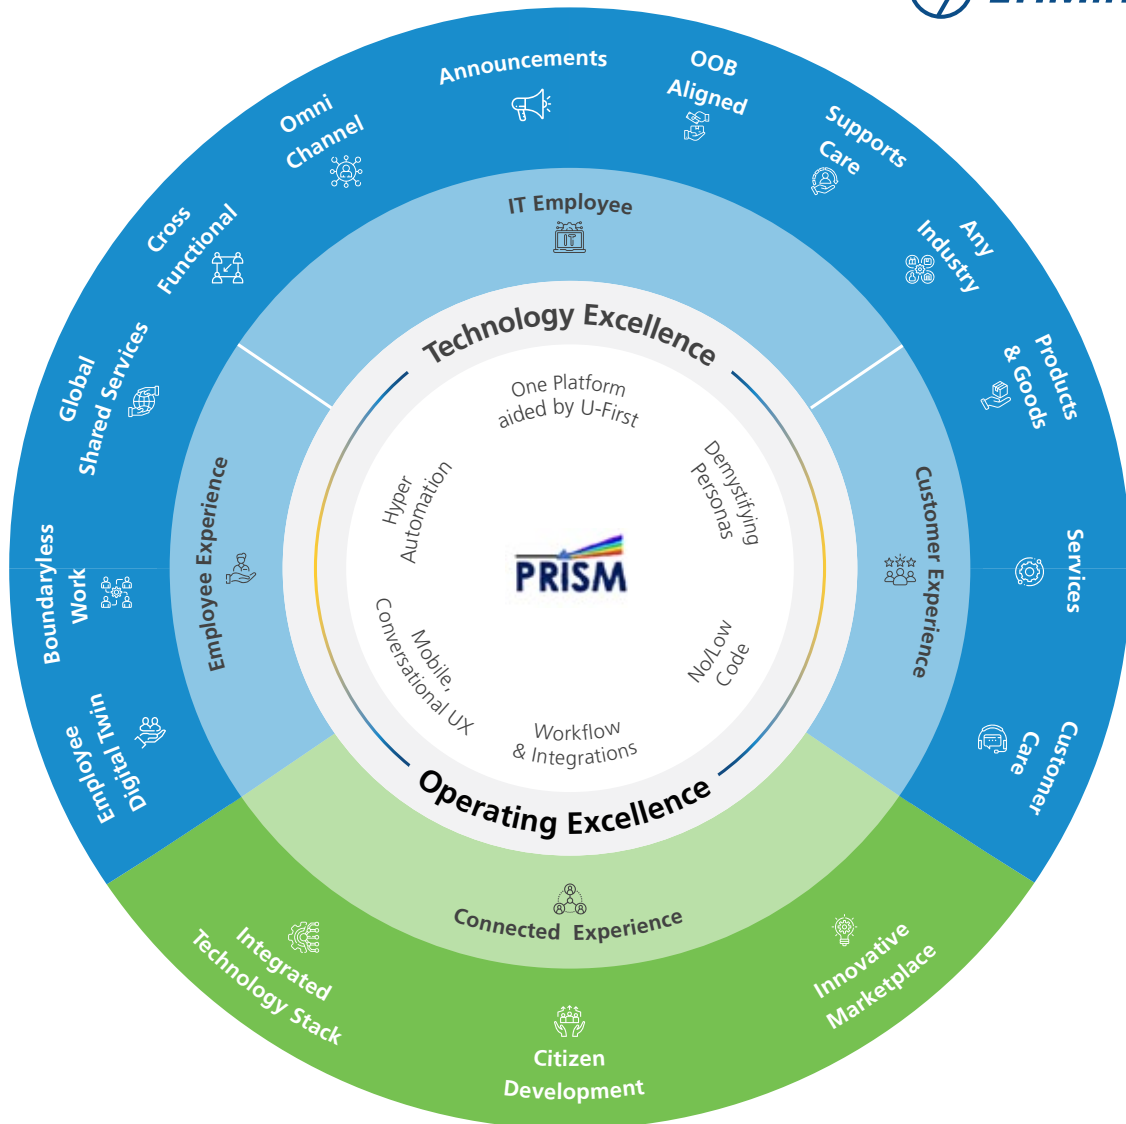 Announcements
OOB
Aligned
Supports
Care
Any
Industry
Products
& Goods
Services
Customer
Care
Innovative
Marketplace
Citizen
Development
Integrated
Technology Stack
Employee
Digital Twin
Boundaryless
Work
Global
Shared Services
Cross
Functional
Omni
Channel
IT Employee
IT
Customer Experience
Connected Experience
Employee Experience
Technology Excellence
Operating Excellence
One Platform
aided by U-First
Demystifying
Personas
No/Low
Code
Workflow
& Integrations
Mobile,
Conversational UX
Hyper
Automation
PRISM